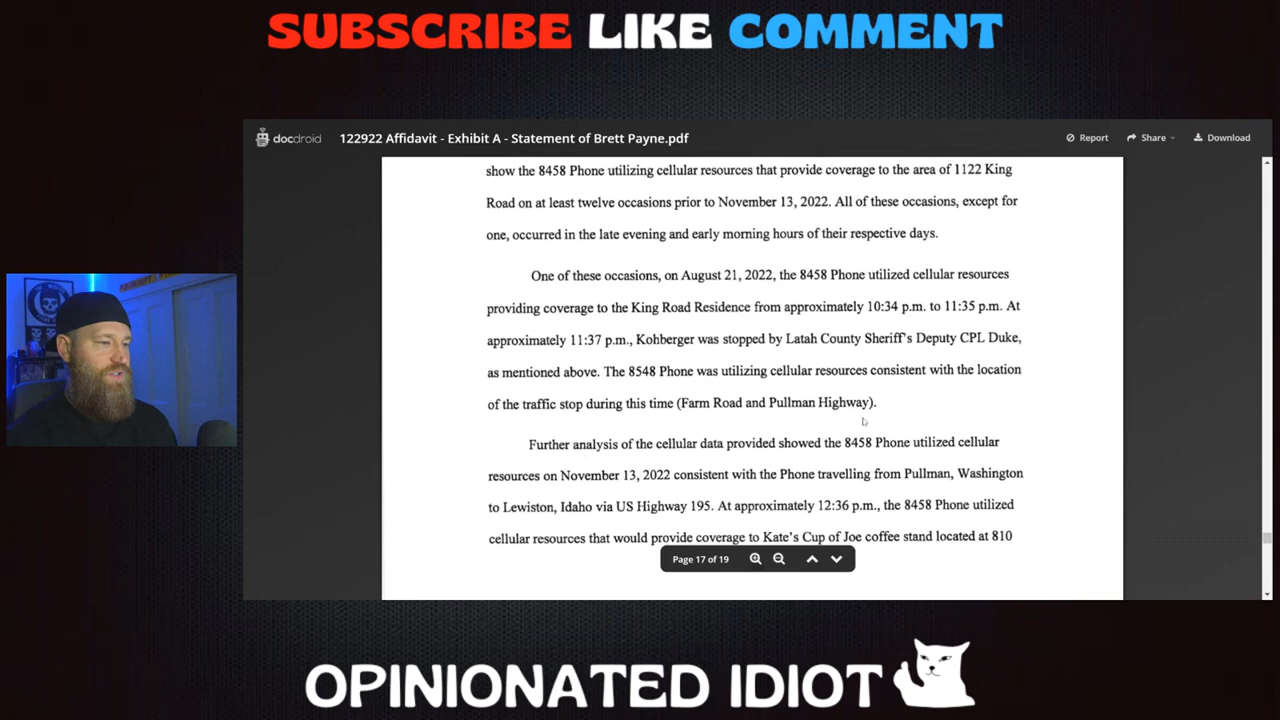 SUBSCRIBE LIKE COMMENT
docdroid
122922 Affidavit - Exhibit A - Statement of Brett Payne.pdf
Report
Share
Download
show the 8458 Phone utilizing cellular resources that provide coverage to the area of 1122 King
Road on at least twelve occasions prior to November 13, 2022. All of these occasions, except for
one, occurred in the late evening and early morning hours of their respective days.
One of these occasions, on August 21, 2022, the 8458 Phone utilized cellular resources
providing coverage to the King Road Residence from approximately 10:34 p.m. to 11:35 p.m. At
approximately 11:37 p.m., Kohberger was stopped by Latah County Sheriff's Deputy CPL Duke,
as mentioned above. The 8548 Phone was utilizing cellular resources consistent with the location
of the traffic stop during this time (Farm Road and Pullman Highway).
Further analysis of the cellular data provided showed the 8458 Phone utilized cellular
resources on November 13, 2022 consistent with the Phone travelling from Pullman, Washington
to Lewiston, Idaho via US Highway 195. At approximately 12:36 p.m., the 8458 Phone utilized
cellular resources that would provide coverage to Kate's Cup of Joe coffee stand located at 810
Page 17 of 19
OPINIONATED IDIOT